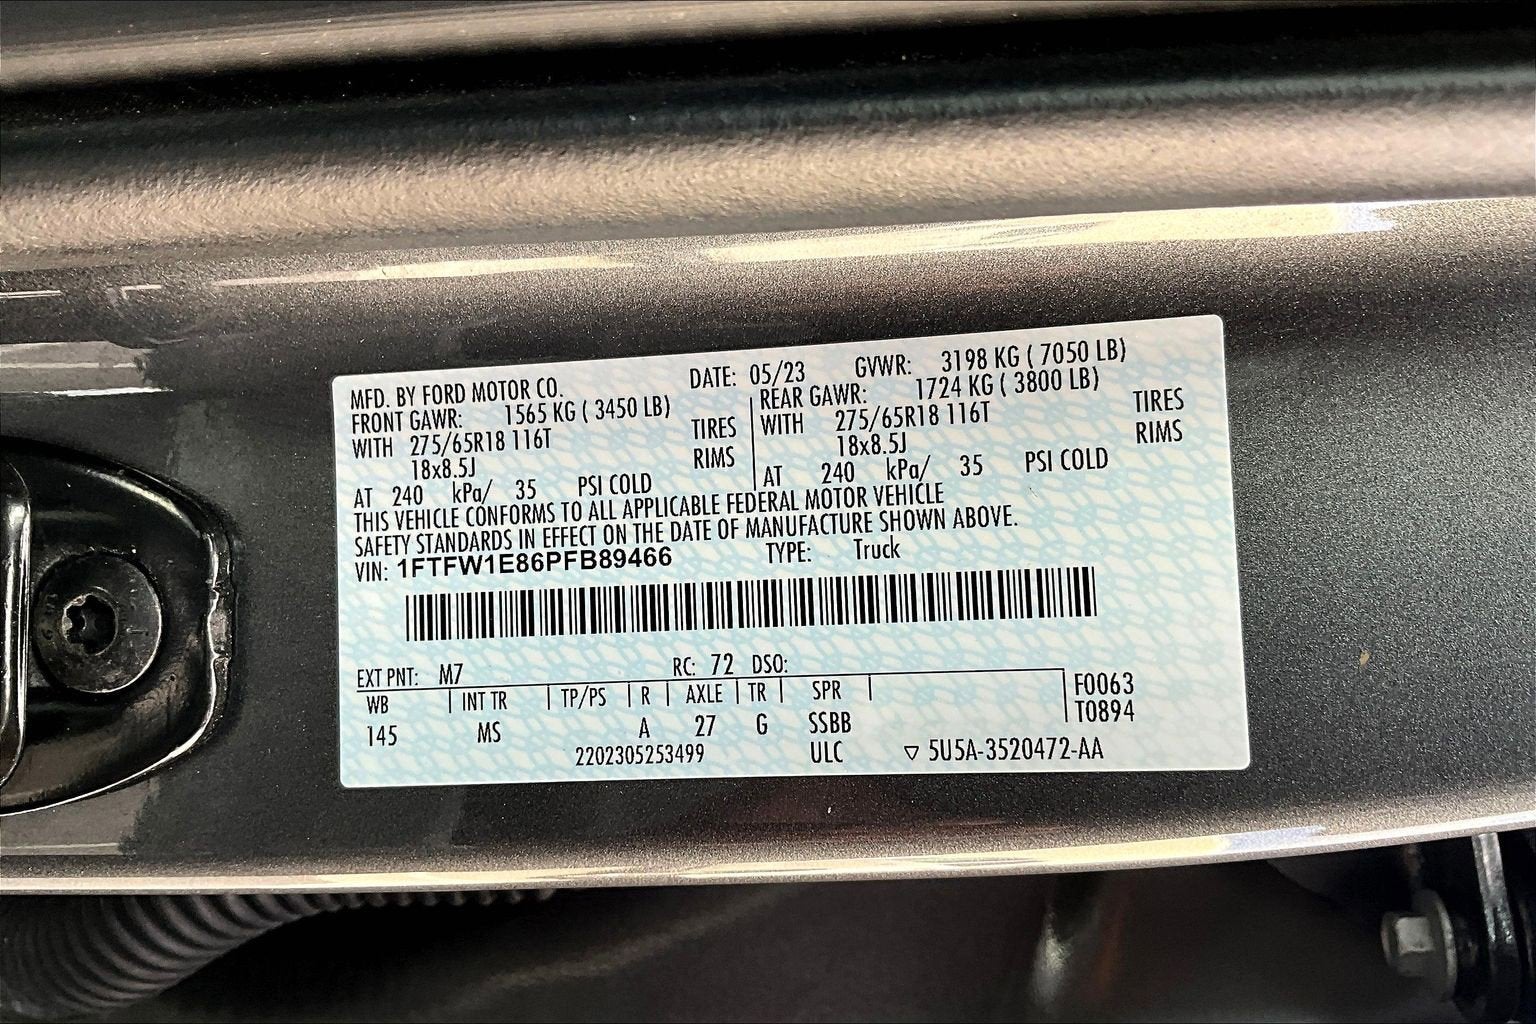 MFD. BY FORD MOTOR CO. DATE: 05/23 GVWR: 3198 KG ( 7050 LB)
FRONT GAWR: 1565 KG ( 3450 LB) REAR GAWR: 1724 KG ( 3800 LB)
WITH 275/65R18 116T TIRES WITH 275/65R18 116T TIRES
18x8.5J RIMS 18x8.5J RIMS
AT 240 kPa/ 35 PSI COLD AT 240 kPa/ 35 PSI COLD
THIS VEHICLE CONFORMS TO ALL APPLICABLE FEDERAL MOTOR VEHICLE
SAFETY STANDARDS IN EFFECT ON THE DATE OF MANUFACTURE SHOWN ABOVE.
VIN: 1FTFW1E86PFB89466 TYPE: Truck
EXT PNT: M7 RC: 72 DSO:
WB INT TR TP/PS R AXLE TR SPR F0063
145 MS A 27 G SSBB T0894
2202305253499 ULC ▽ 5U5A-3520472-AA